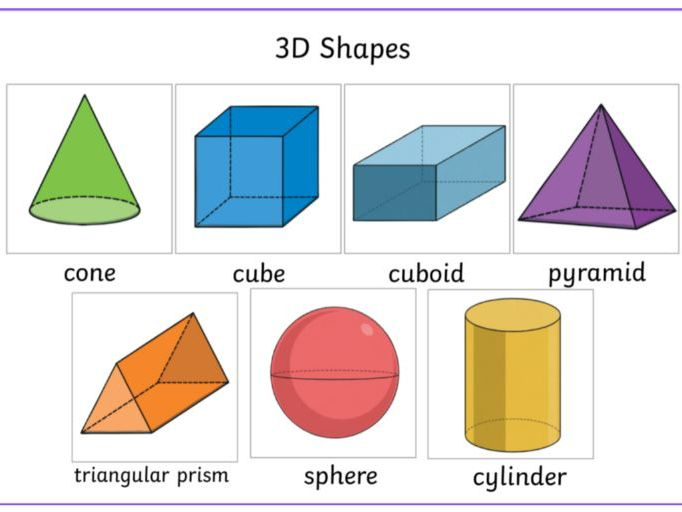 3D Shapes
cone
cube
cuboid
pyramid
triangular prism
sphere
cylinder